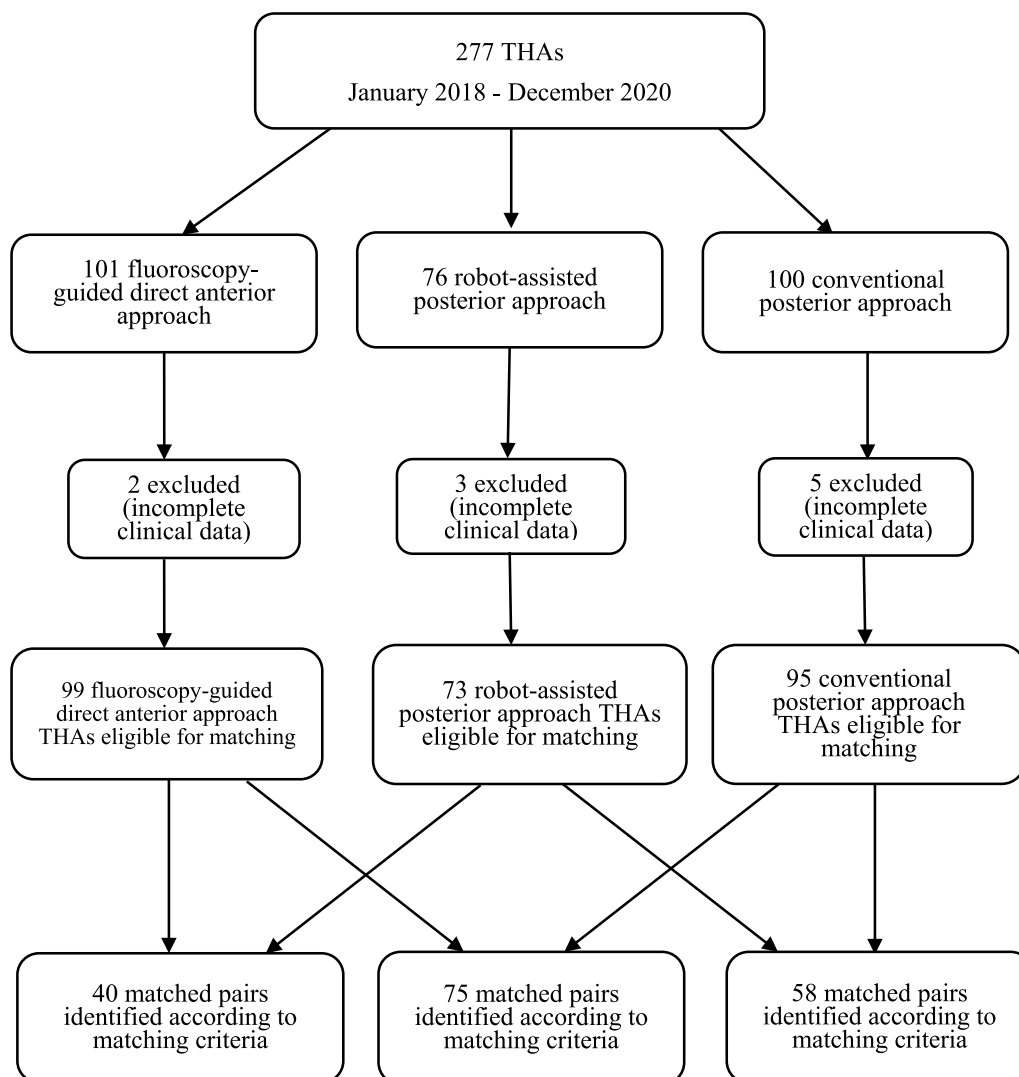 277 THAs
January 2018 - December 2020
101 fluoroscopy-
guided direct anterior
approach
76 robot-assisted
posterior approach
100 conventional
posterior approach
2 excluded
(incomplete
clinical data)
3 excluded
(incomplete
clinical data)
5 excluded
(incomplete
clinical data)
99 fluoroscopy-guided
direct anterior approach
THAs eligible for matching
73 robot-assisted
posterior approach THAs
eligible for matching
95 conventional
posterior approach
THAs eligible for
matching
40 matched pairs
identified according to
matching criteria
75 matched pairs
identified according to
matching criteria
58 matched pairs
identified according to
matching criteria